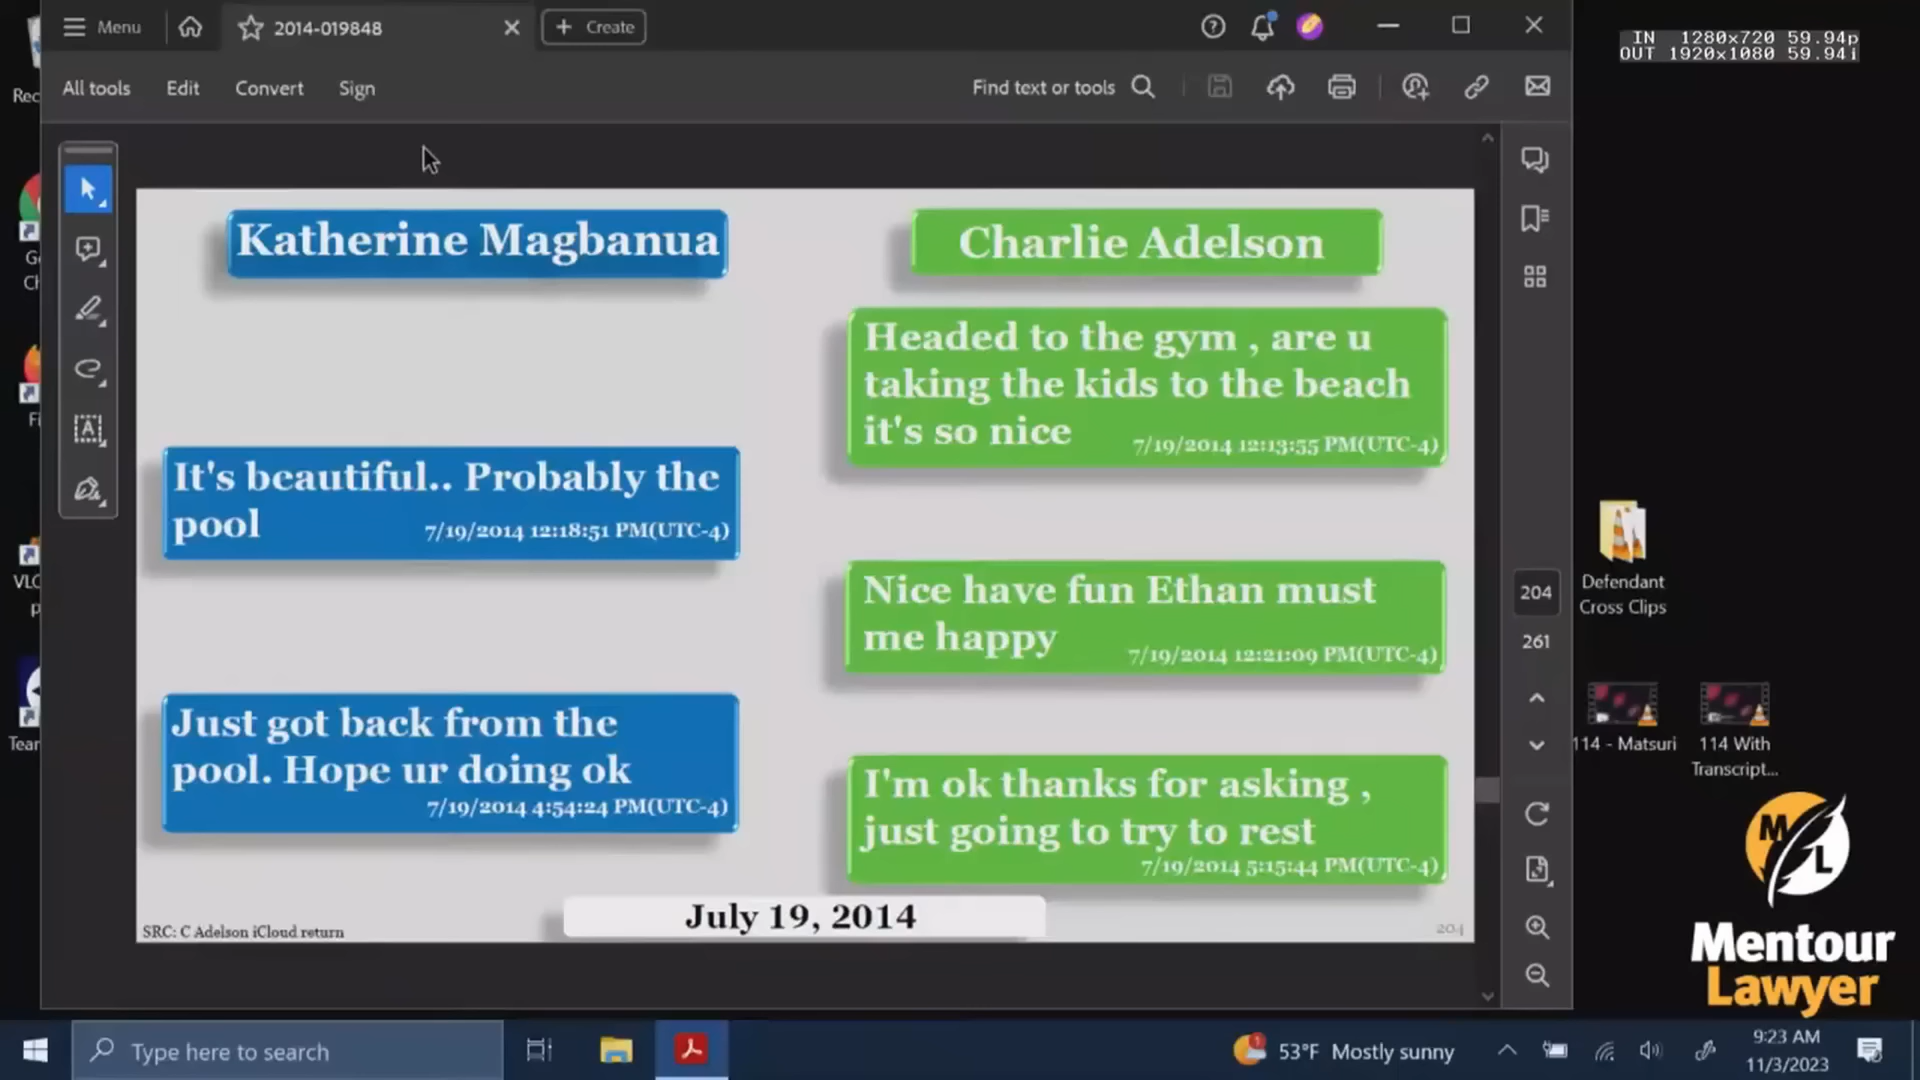 Menu
2014-019848
Create
IN 1280x720 59.94p
OUT 1920x1080 59.94i
All tools
Edit
Convert
Sign
Find text or tools
Katherine Magbanua
Charlie Adelson
Headed to the gym , are u
taking the kids to the beach
it's so nice
7/19/2014 12:13:55 PM(UTC-4)
It's beautiful.. Probably the
pool
7/19/2014 12:18:51 PM(UTC-4)
Nice have fun Ethan must
me happy
7/19/2014 12:21:09 PM(UTC-4)
Just got back from the
pool. Hope ur doing ok
7/19/2014 4:54:24 PM(UTC-4)
I'm ok thanks for asking ,
just going to try to rest
7/19/2014 5:15:44 PM(UTC-4)
July 19, 2014
SRC: C Adelson iCloud return
204
204
261
Rec
G
Ch
Fi
VLC
p
Tear
Defendant
Cross Clips
114 - Matsuri
114 With
Transcript...
M
L
Mentour
Lawyer
Type here to search
1
53°F Mostly sunny
9:23 AM
11/3/2023